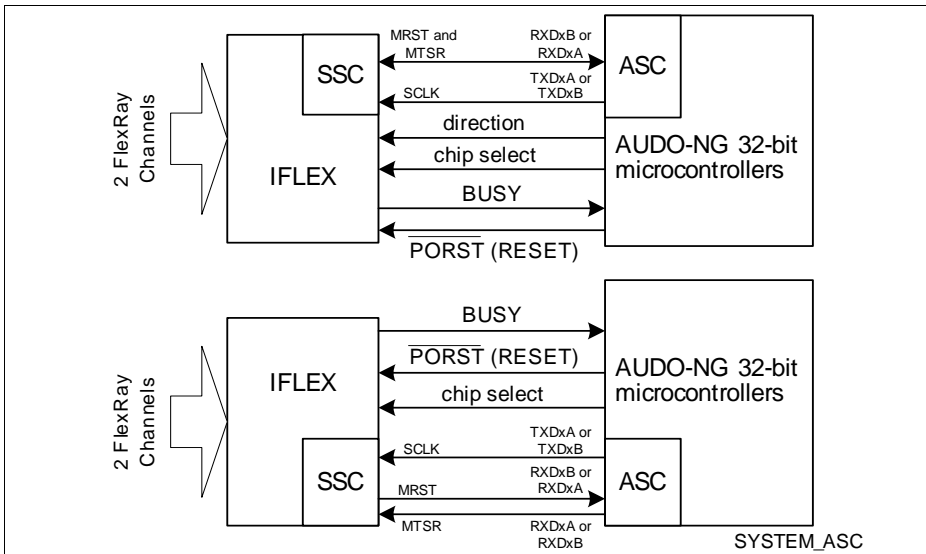 2 FlexRay
Channels
IFLEX
SSC
MRST and
MTSR
RXDxB or
RXDxA
SCLK
TXDxA or
TXDxB
direction
chip select
BUSY
PORST (RESET)
ASC
AUDO-NG 32-bit
microcontrollers
2 FlexRay
Channels
IFLEX
BUSY
PORST (RESET)
chip select
AUDO-NG 32-bit
microcontrollers
SSC
SCLK
TXDxA or
TXDxB
MRST
RXDxB or
RXDxA
MTSR
RXDxA or
RXDxB
ASC
SYSTEM_ASC